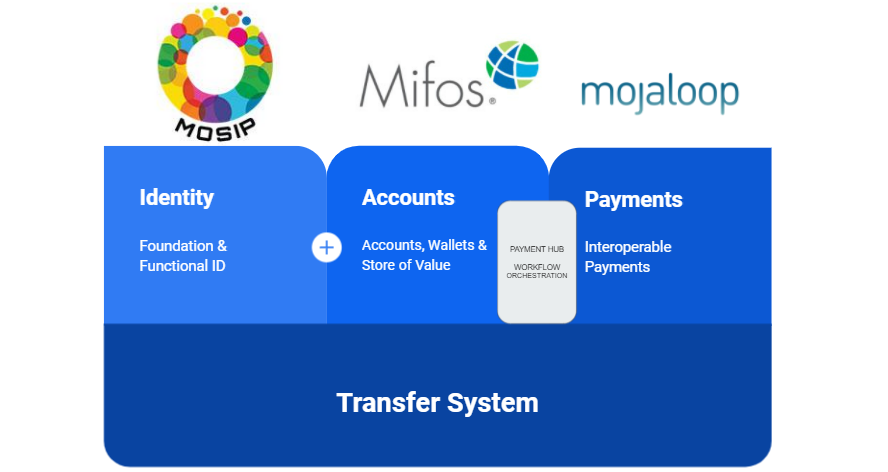 MOSIP
Mifos®
mojaloop
Identity
Foundation &
Functional ID
Accounts
Accounts, Wallets &
Store of Value
PAYMENT HUB
WORKFLOW
ORCHESTRATION
Payments
Interoperable
Payments
Transfer System